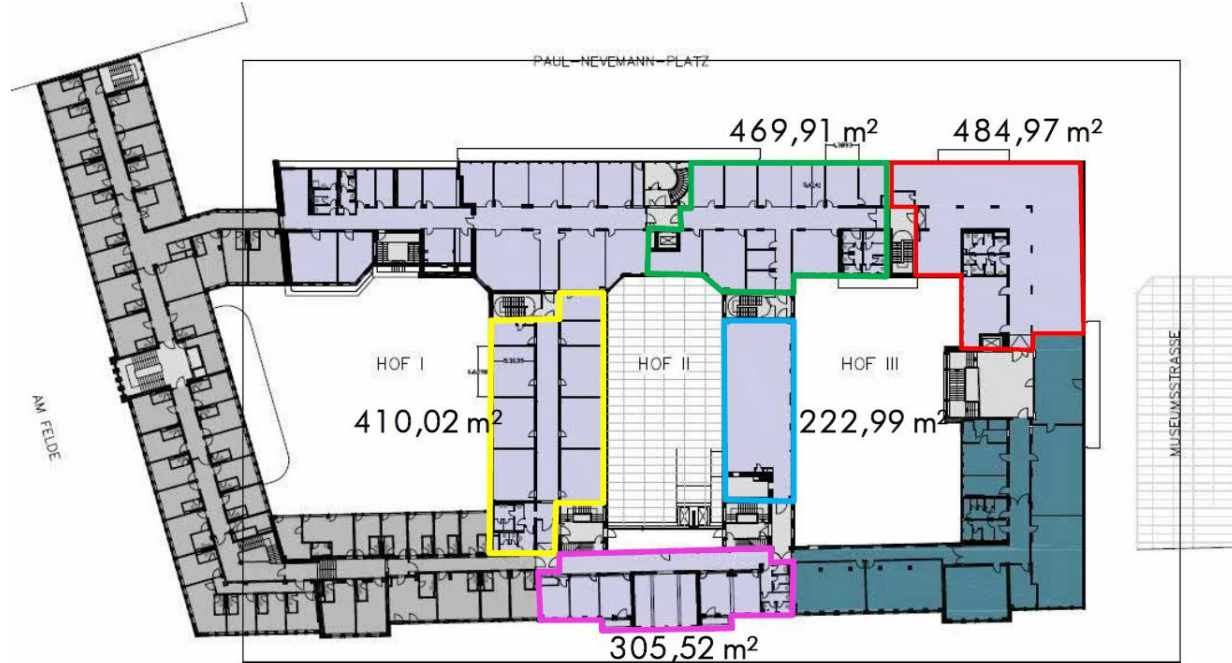 PAUL-NEVEMANN-PLATZ
469,91 m²
484,97 m²
HOF I
HOF II
HOF III
410,02 m²
222,99 m²
AM FELDE
MUSEUMSSTRASSE
305,52 m²